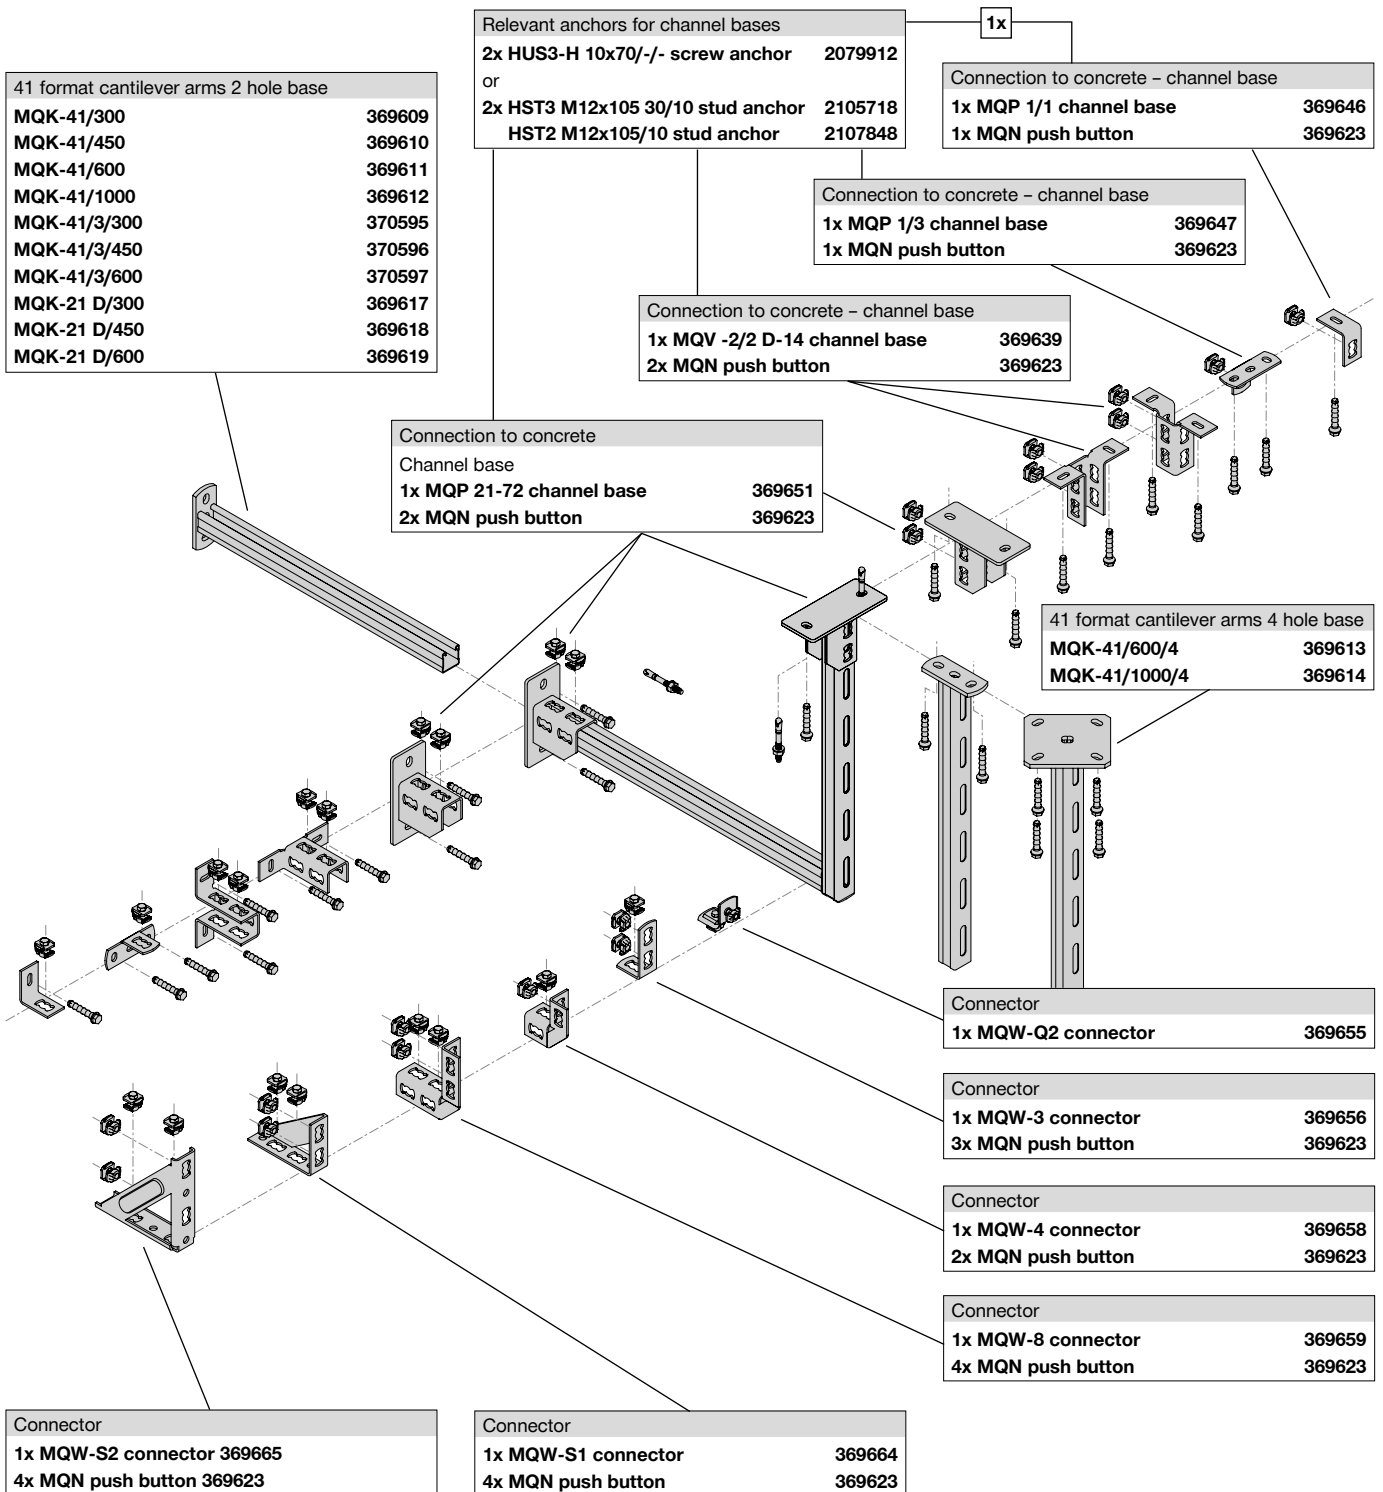 Relevant anchors for channel bases
2x HUS3-H 10x70/-/- screw anchor 2079912
or
2x HST3 M12x105 30/10 stud anchor 2105718
HST2 M12x105/10 stud anchor 2107848
1x
Connection to concrete – channel base
1x MQP 1/1 channel base 369646
1x MQN push button 369623
41 format cantilever arms 2 hole base
MQK-41/300 369609
MQK-41/450 369610
MQK-41/600 369611
MQK-41/1000 369612
MQK-41/3/300 370595
MQK-41/3/450 370596
MQK-41/3/600 370597
MQK-21 D/300 369617
MQK-21 D/450 369618
MQK-21 D/600 369619
Connection to concrete – channel base
1x MQP 1/3 channel base 369647
1x MQN push button 369623
Connection to concrete – channel base
1x MQV -2/2 D-14 channel base 369639
2x MQN push button 369623
Connection to concrete
Channel base
1x MQP 21-72 channel base 369651
2x MQN push button 369623
41 format cantilever arms 4 hole base
MQK-41/600/4 369613
MQK-41/1000/4 369614
Connector
1x MQW-Q2 connector 369655
Connector
1x MQW-3 connector 369656
3x MQN push button 369623
Connector
1x MQW-4 connector 369658
2x MQN push button 369623
Connector
1x MQW-8 connector 369659
4x MQN push button 369623
Connector
1x MQW-S2 connector 369665
4x MQN push button 369623
Connector
1x MQW-S1 connector 369664
4x MQN push button 369623